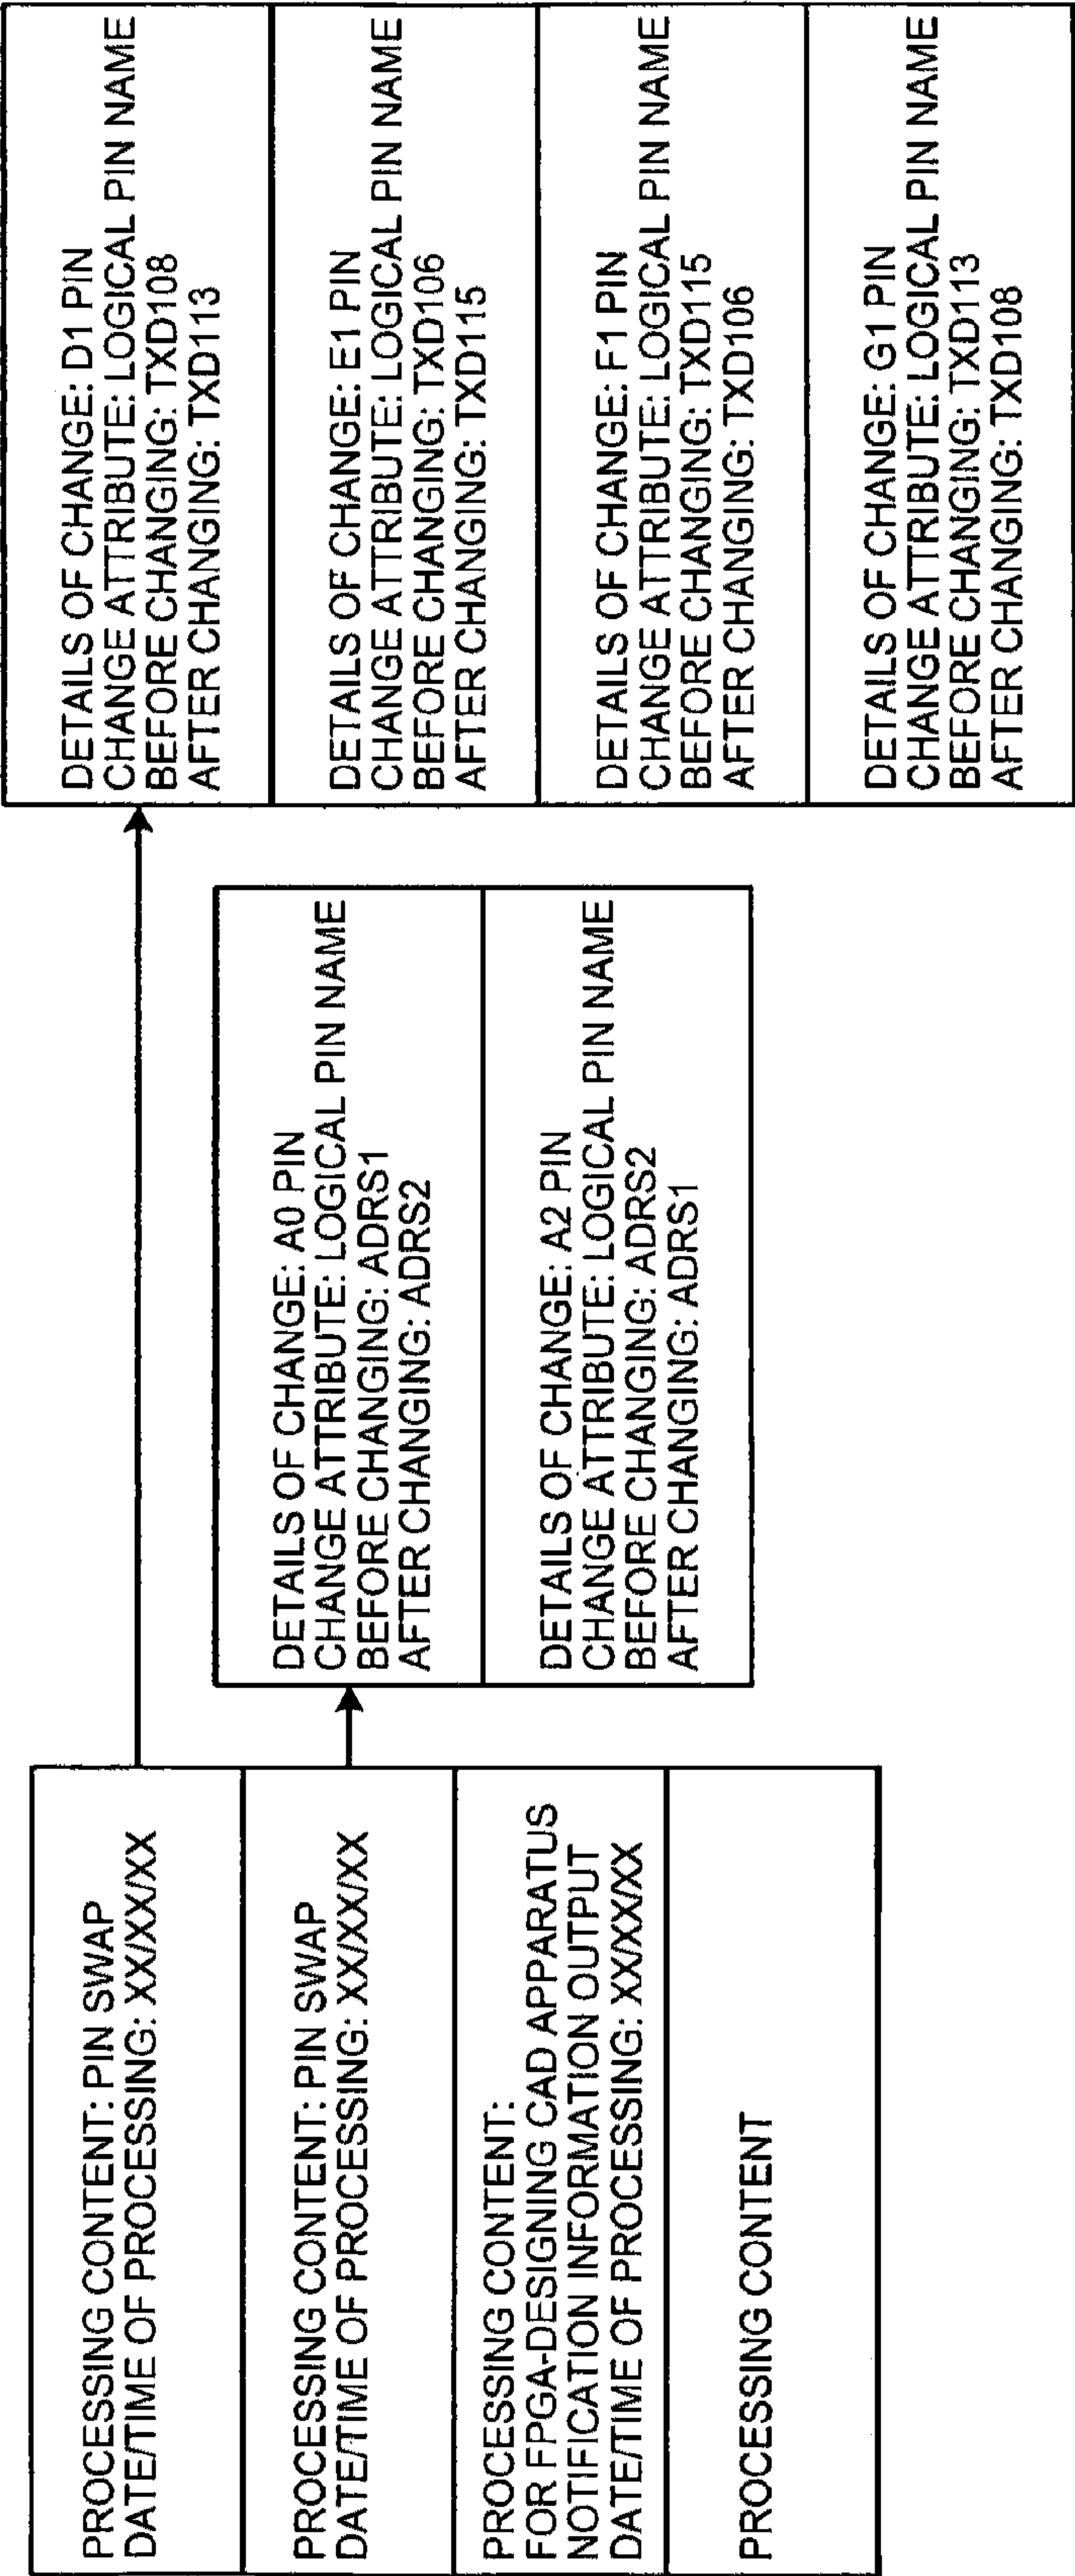 PROCESSING CONTENT: PIN SWAP
DATE/TIME OF PROCESSING: XX/XX/XX
PROCESSING CONTENT: PIN SWAP
DATE/TIME OF PROCESSING: XX/XX/XX
PROCESSING CONTENT:
FOR FPGA-DESIGNING CAD APPARATUS
NOTIFICATION INFORMATION OUTPUT
DATE/TIME OF PROCESSING: XX/XX/XX
PROCESSING CONTENT
DETAILS OF CHANGE: A0 PIN
CHANGE ATTRIBUTE: LOGICAL PIN NAME
BEFORE CHANGING: ADRS1
AFTER CHANGING: ADRS2
DETAILS OF CHANGE: A2 PIN
CHANGE ATTRIBUTE: LOGICAL PIN NAME
BEFORE CHANGING: ADRS2
AFTER CHANGING: ADRS1
DETAILS OF CHANGE: D1 PIN
CHANGE ATTRIBUTE: LOGICAL PIN NAME
BEFORE CHANGING: TXD108
AFTER CHANGING: TXD113
DETAILS OF CHANGE: E1 PIN
CHANGE ATTRIBUTE: LOGICAL PIN NAME
BEFORE CHANGING: TXD106
AFTER CHANGING: TXD115
DETAILS OF CHANGE: F1 PIN
CHANGE ATTRIBUTE: LOGICAL PIN NAME
BEFORE CHANGING: TXD115
AFTER CHANGING: TXD106
DETAILS OF CHANGE: G1 PIN
CHANGE ATTRIBUTE: LOGICAL PIN NAME
BEFORE CHANGING: TXD113
AFTER CHANGING: TXD108